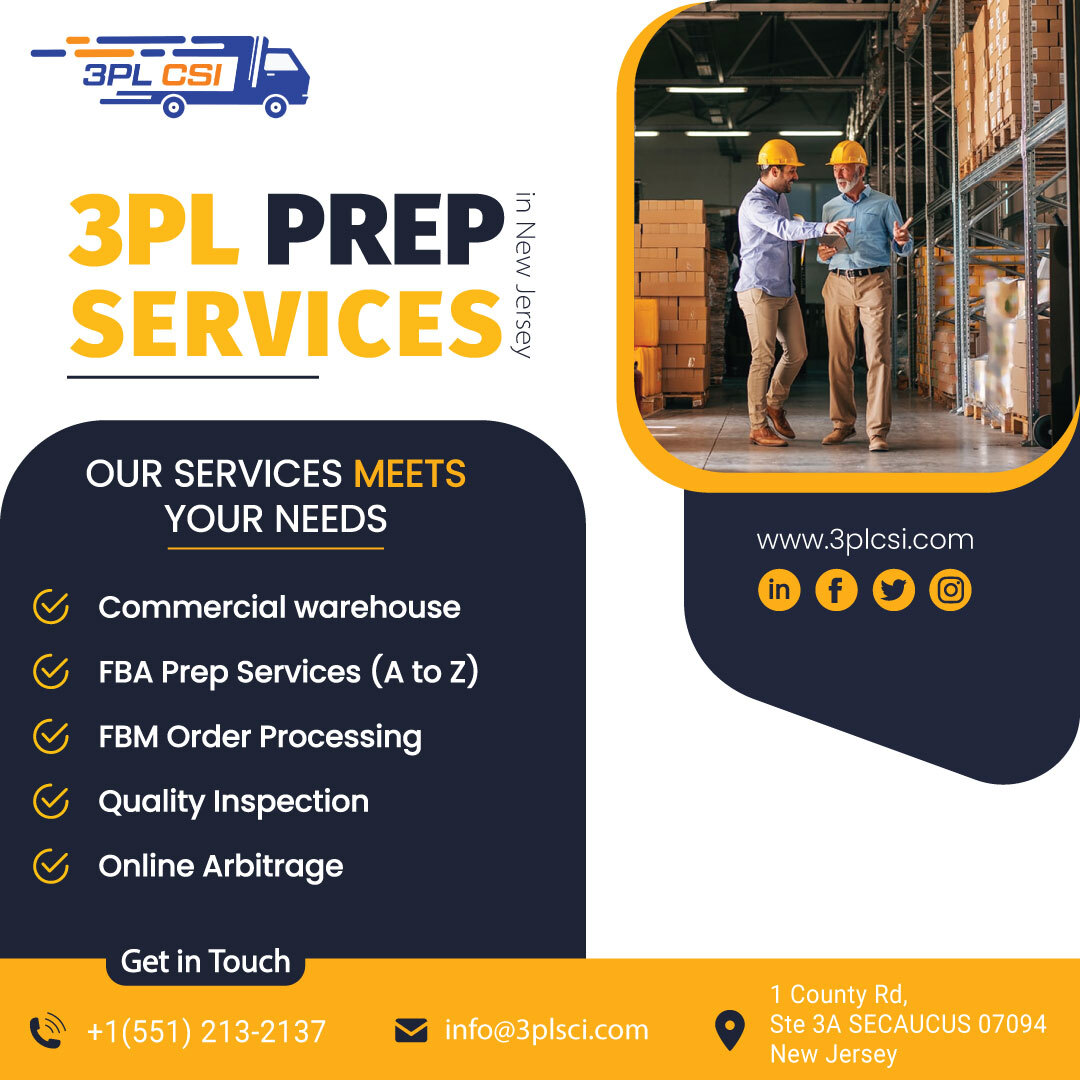 3PL CSI
3PL PREP
SERVICES
in New Jersey
OUR SERVICES MEETS
YOUR NEEDS
Commercial warehouse
FBA Prep Services (A to Z)
FBM Order Processing
Quality Inspection
Online Arbitrage
www.3plcsi.com
in
Get in Touch
+1(551) 213-2137
info@3plsci.com
1 County Rd,
Ste 3A SECAUCUS 07094
New Jersey